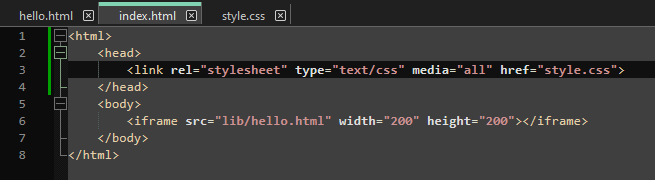 hello.html index.html style.css
1 <html>
2 <head>
3 <link rel="stylesheet" type="text/css" media="all" href="style.css">
4 </head>
5 <body>
6 <iframe src="lib/hello.html" width="200" height="200"></iframe>
7 </body>
8 </html>